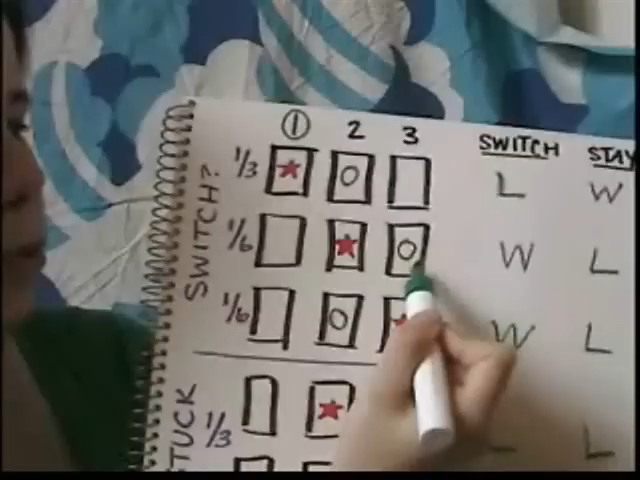 ① 2 3 SWITCH STAY
SWITCH?
1/3 L W
1/6 W L
1/6 W L
TUCK
1/3 L